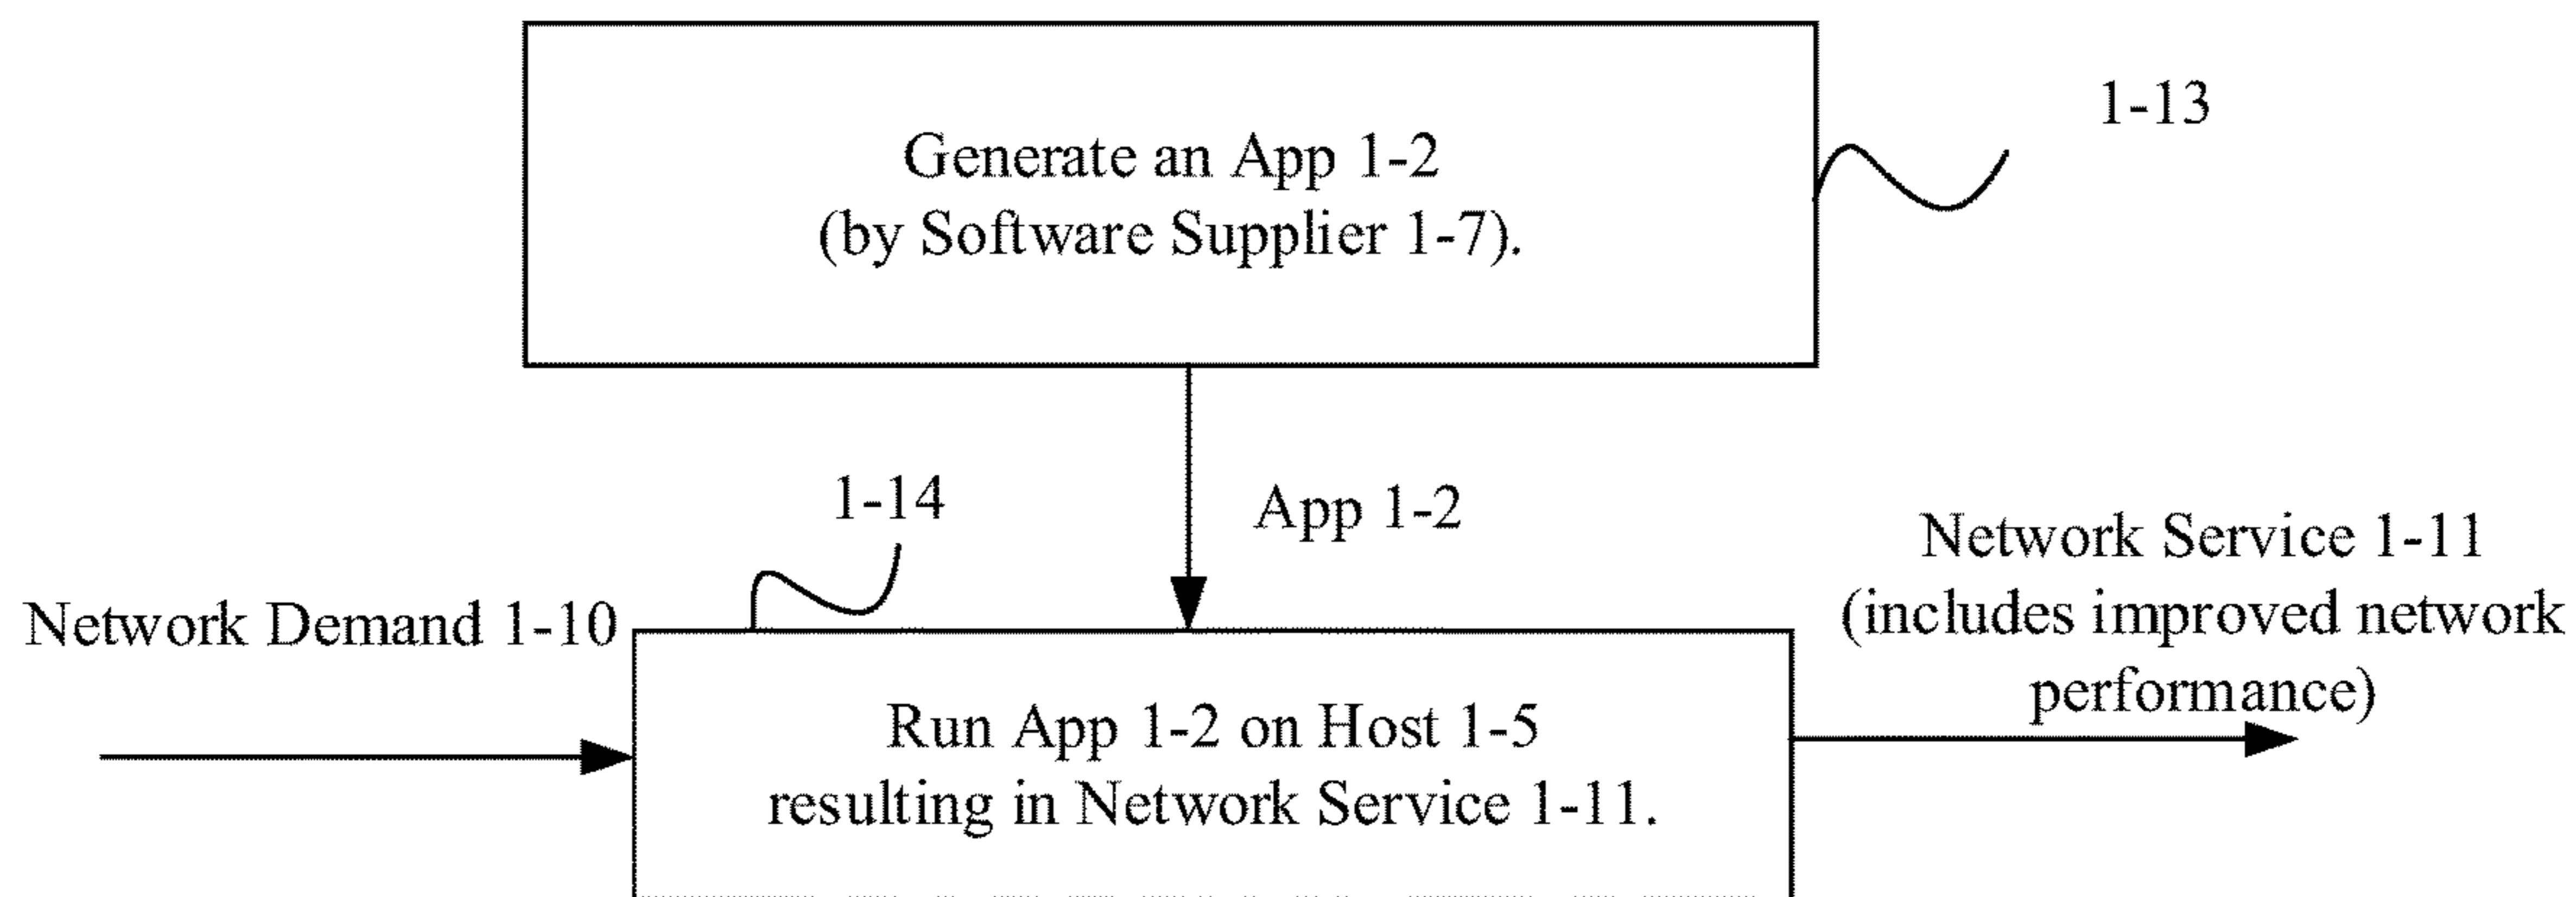 1-13
Generate an App 1-2
(by Software Supplier 1-7).
1-14
App 1-2
Network Demand 1-10
Network Service 1-11
(includes improved network
performance)
Run App 1-2 on Host 1-5
resulting in Network Service 1-11.